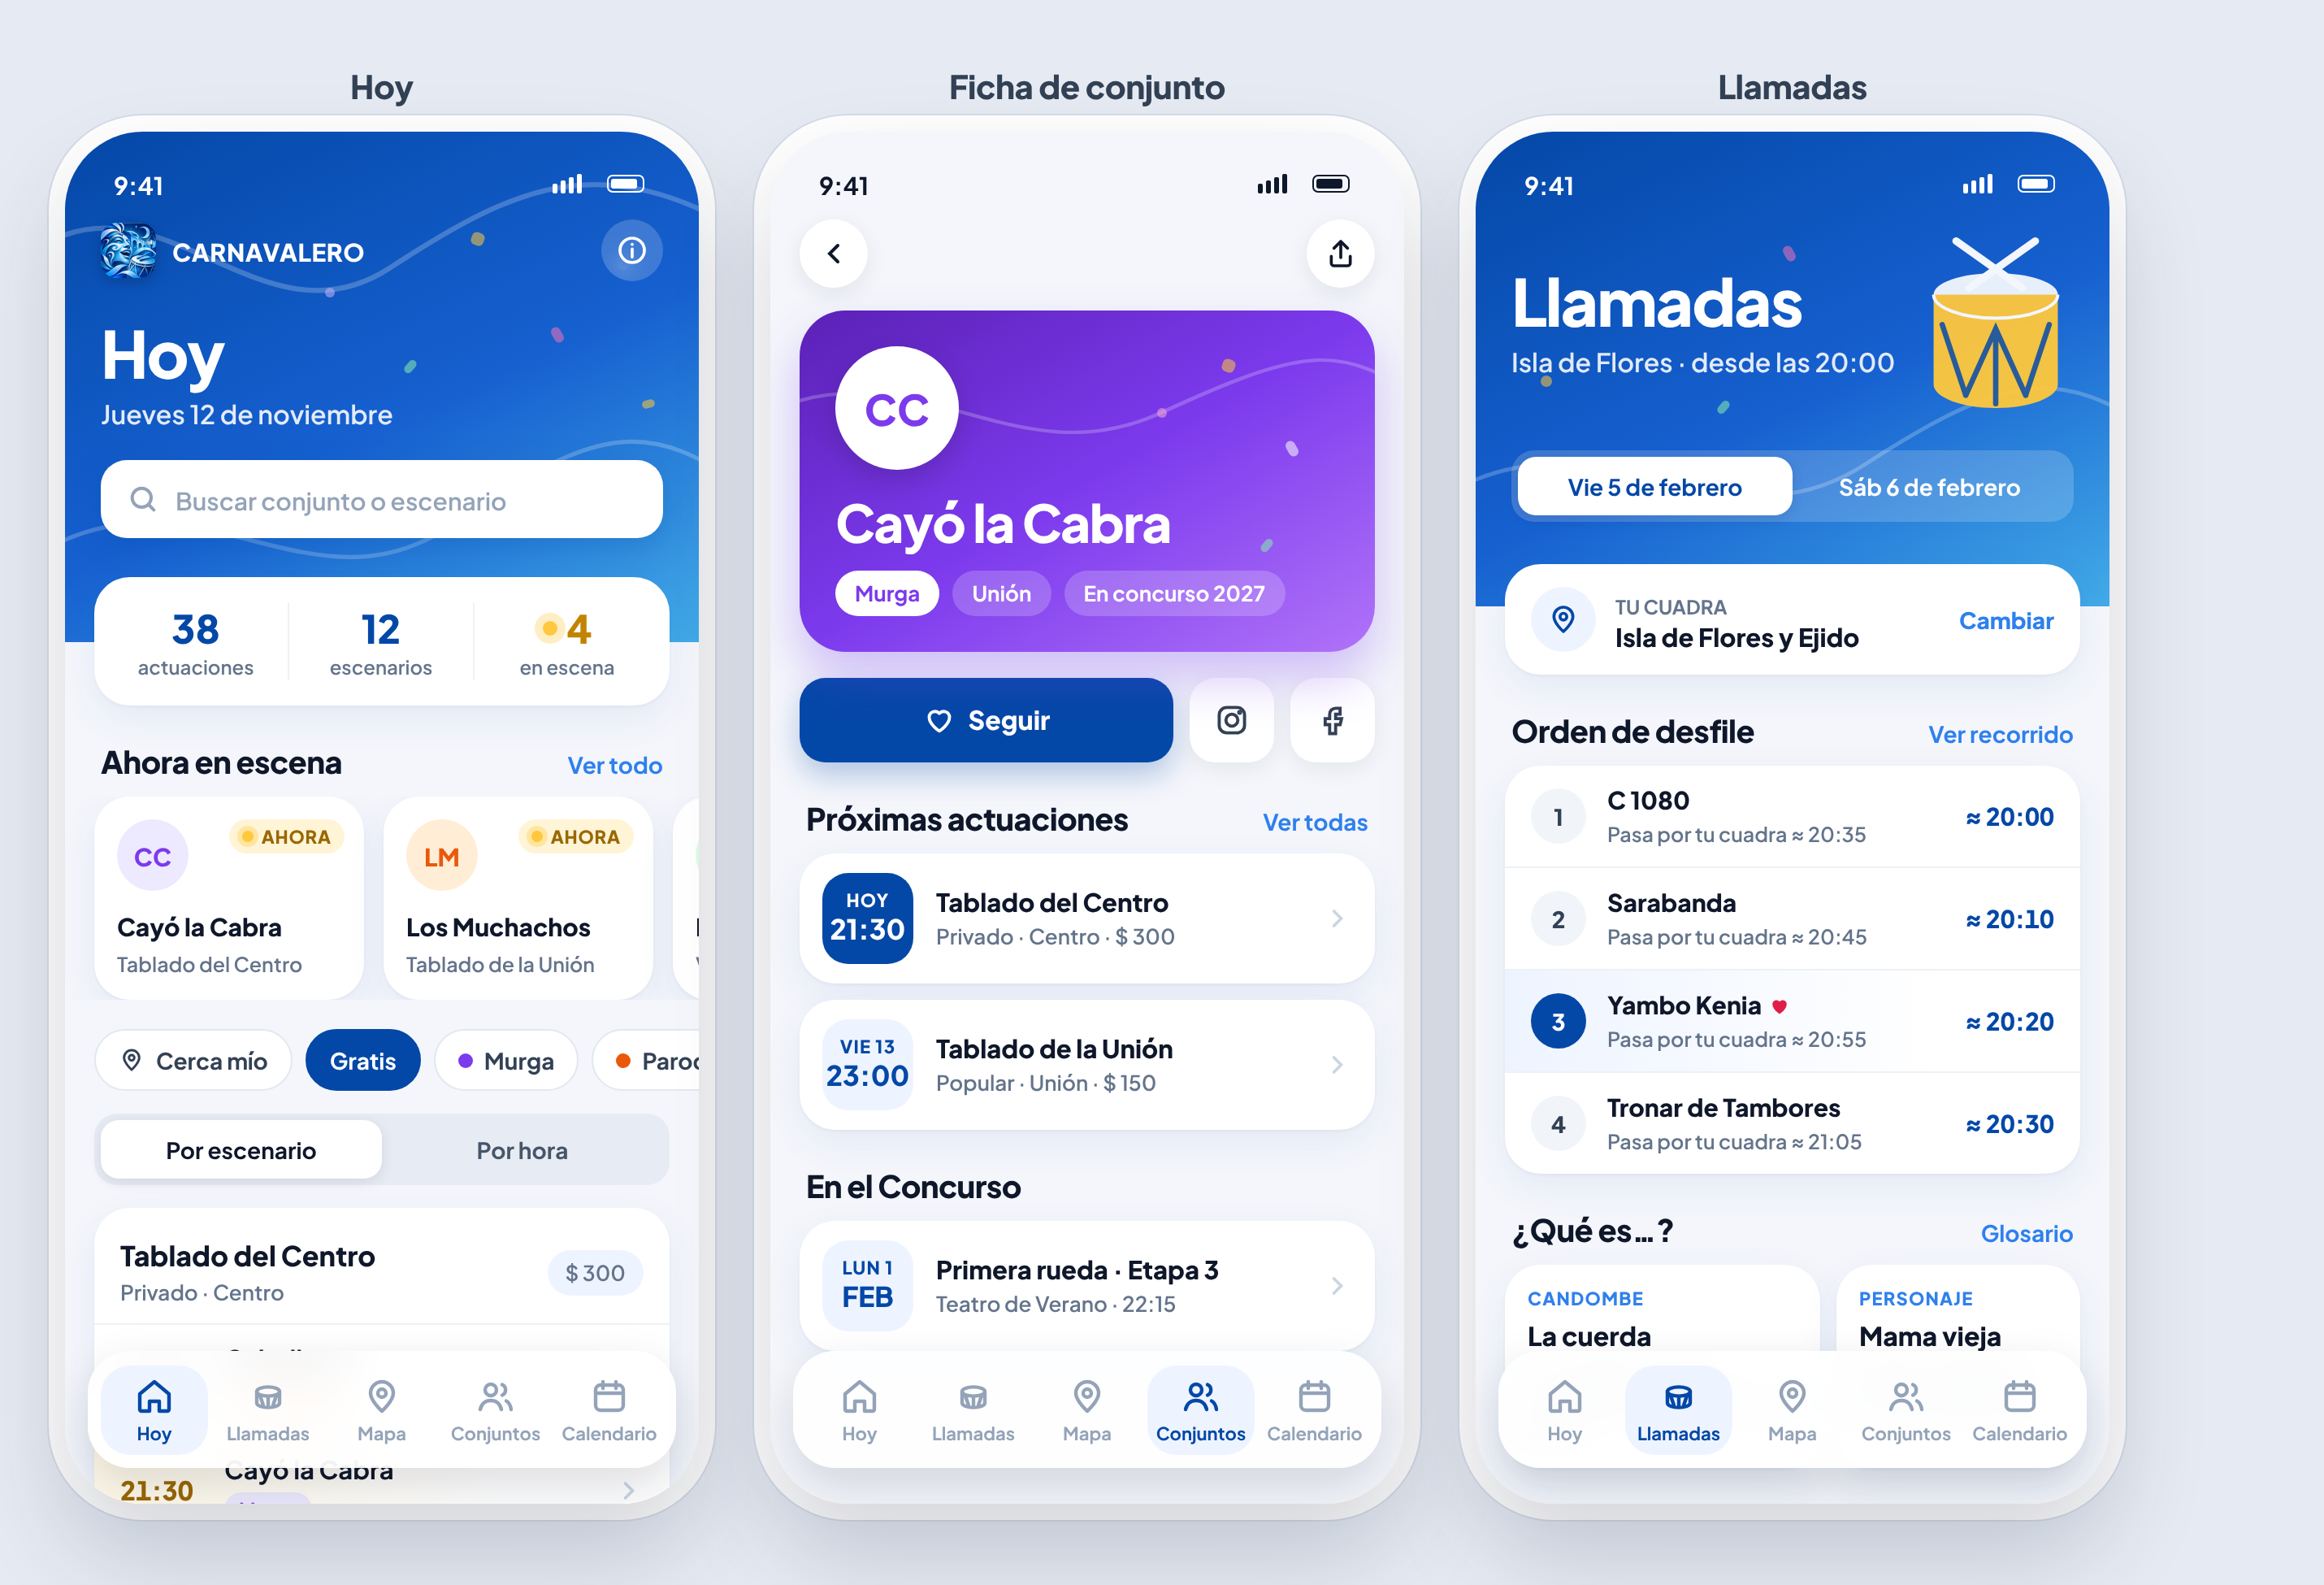 Hoy
9:41
CARNAVALERO
Hoy
Jueves 12 de noviembre
Buscar conjunto o escenario
38
actuaciones
12
escenarios
4
en escena
Ahora en escena
Ver todo
CC
AHORA
Cayó la Cabra
Tablado del Centro
LM
AHORA
Los Muchachos
Tablado de la Unión
Cerca mío
Gratis
Murga
Paro
Por escenario
Por hora
Tablado del Centro
Privado · Centro
$ 300
Hoy
Llamadas
Mapa
Conjuntos
Calendario
21:30
Cayó la Cabra
Ficha de conjunto
9:41
CC
Cayó la Cabra
Murga
Unión
En concurso 2027
Seguir
Próximas actuaciones
Ver todas
HOY
21:30
Tablado del Centro
Privado · Centro · $ 300
VIE 13
23:00
Tablado de la Unión
Popular · Unión · $ 150
En el Concurso
LUN 1
FEB
Primera rueda · Etapa 3
Teatro de Verano · 22:15
Hoy
Llamadas
Mapa
Conjuntos
Calendario
Llamadas
9:41
Llamadas
Isla de Flores · desde las 20:00
Vie 5 de febrero
Sáb 6 de febrero
TU CUADRA
Isla de Flores y Ejido
Cambiar
Orden de desfile
Ver recorrido
1
C 1080
Pasa por tu cuadra ≈ 20:35
≈ 20:00
2
Sarabanda
Pasa por tu cuadra ≈ 20:45
≈ 20:10
3
Yambo Kenia
Pasa por tu cuadra ≈ 20:55
≈ 20:20
4
Tronar de Tambores
Pasa por tu cuadra ≈ 21:05
≈ 20:30
¿Qué es…?
Glosario
CANDOMBE
La cuerda
PERSONAJE
Mama vieja
Hoy
Llamadas
Mapa
Conjuntos
Calendario